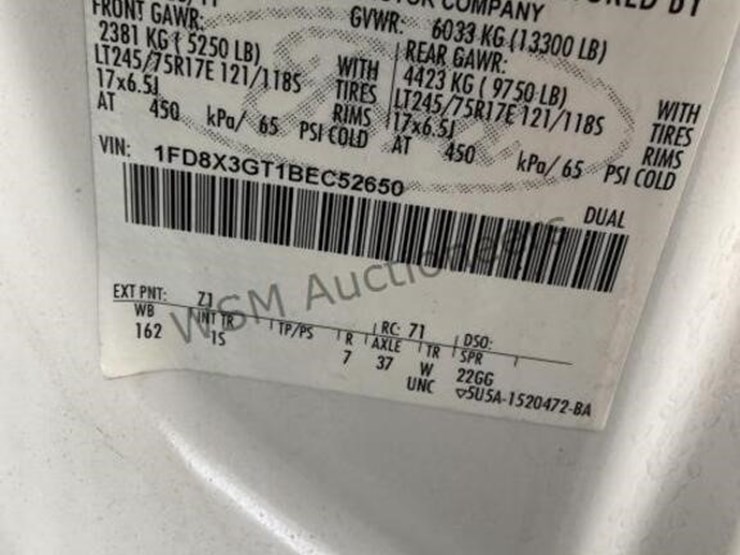 COMPANY
FRONT GAWR: GVWR: 6033 KG (13300 LB)
2381 KG ( 5250 LB) WITH REAR GAWR: WITH
LT245/75R17E 121/118S TIRES 4423 KG ( 9750 LB) TIRES
17x6.5J RIMS LT245/75R17E 121/118S RIMS
AT 450 kPa/ 65 PSI COLD 17x6.5J
AT 450 kPa/ 65 PSI COLD
VIN: 1FD8X3GT1BEC52650 DUAL
WSM Auctioneers
EXT PNT: Z1 RC: 71 DSO:
WB INT TR TP/PS R AXLE TR SPR
162 1S 7 37 W 22GG
UNC ▽5U5A-1520472-BA